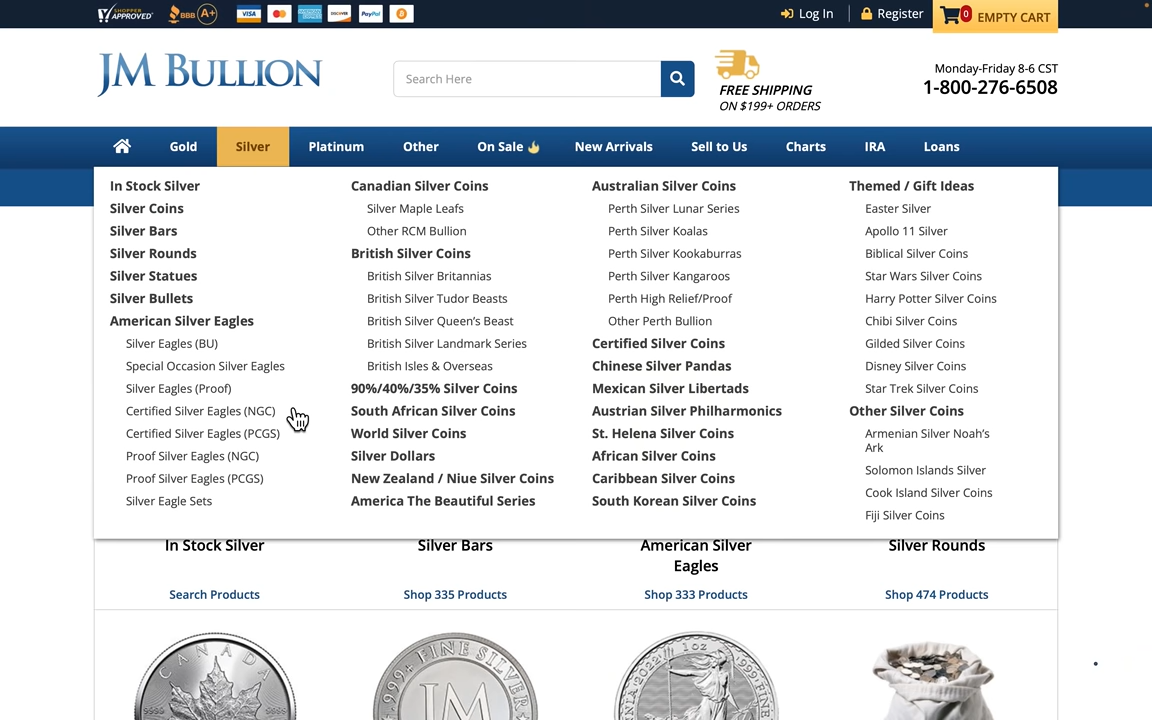 SHOPPER APPROVED
BBB A+
VISA
DISCOVER
PayPal
Log In
Register
0 EMPTY CART
JM BULLION
Search Here
FREE SHIPPING
ON $199+ ORDERS
Monday-Friday 8-6 CST
1-800-276-6508
Gold
Silver
Platinum
Other
On Sale
New Arrivals
Sell to Us
Charts
IRA
Loans
In Stock Silver
Silver Coins
Silver Bars
Silver Rounds
Silver Statues
Silver Bullets
American Silver Eagles
Silver Eagles (BU)
Special Occasion Silver Eagles
Silver Eagles (Proof)
Certified Silver Eagles (NGC)
Certified Silver Eagles (PCGS)
Proof Silver Eagles (NGC)
Proof Silver Eagles (PCGS)
Silver Eagle Sets
Canadian Silver Coins
Silver Maple Leafs
Other RCM Bullion
British Silver Coins
British Silver Britannias
British Silver Tudor Beasts
British Silver Queen's Beast
British Silver Landmark Series
British Isles & Overseas
90%/40%/35% Silver Coins
South African Silver Coins
World Silver Coins
Silver Dollars
New Zealand / Niue Silver Coins
America The Beautiful Series
Australian Silver Coins
Perth Silver Lunar Series
Perth Silver Koalas
Perth Silver Kookaburras
Perth Silver Kangaroos
Perth High Relief/Proof
Other Perth Bullion
Certified Silver Coins
Chinese Silver Pandas
Mexican Silver Libertads
Austrian Silver Philharmonics
St. Helena Silver Coins
African Silver Coins
Caribbean Silver Coins
South Korean Silver Coins
Themed / Gift Ideas
Easter Silver
Apollo 11 Silver
Biblical Silver Coins
Star Wars Silver Coins
Harry Potter Silver Coins
Chibi Silver Coins
Gilded Silver Coins
Disney Silver Coins
Star Trek Silver Coins
Other Silver Coins
Armenian Silver Noah's
Ark
Solomon Islands Silver
Cook Island Silver Coins
Fiji Silver Coins
In Stock Silver
Search Products
Silver Bars
Shop 335 Products
American Silver
Eagles
Shop 333 Products
Silver Rounds
Shop 474 Products
CANADA
999+ FINE SILVER
JM
2022 1 OZ 999 FINE